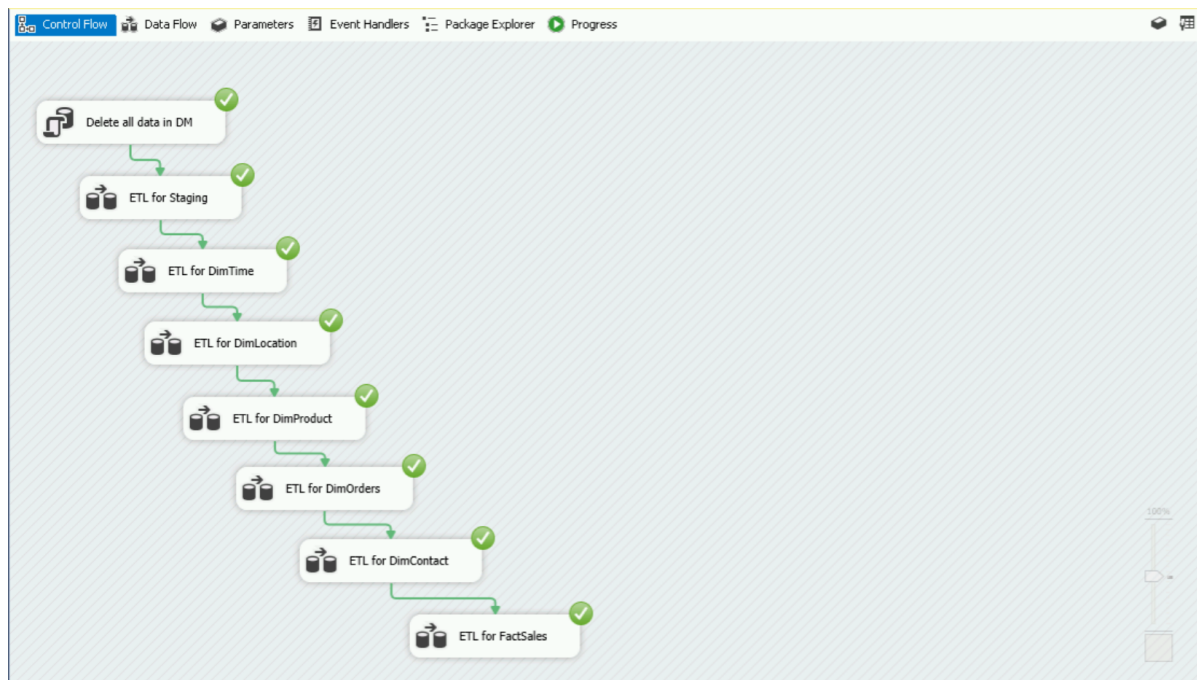 Control Flow Data Flow Parameters Event Handlers Package Explorer Progress
Delete all data in DM
ETL for Staging
ETL for DimTime
ETL for DimLocation
ETL for DimProduct
ETL for DimOrders
100%
ETL for DimContact
ETL for FactSales